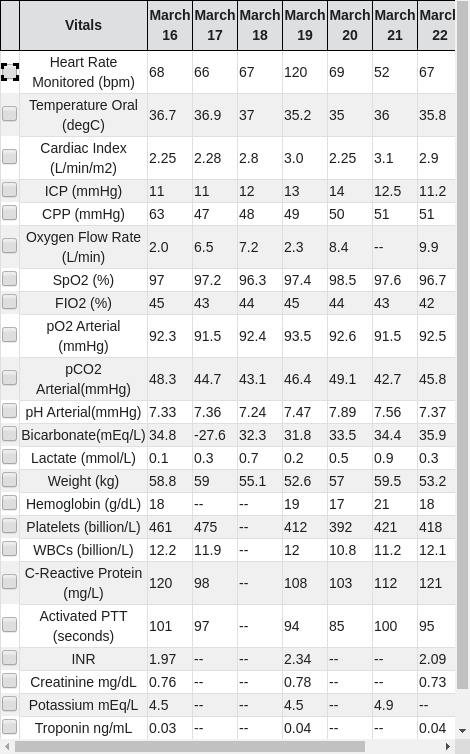 Vitals March 16 March 17 March 18 March 19 March 20 March 21 March 22
Heart Rate Monitored (bpm) 68 66 67 120 69 52 67
Temperature Oral (degC) 36.7 36.9 37 35.2 35 36 35.8
Cardiac Index (L/min/m2) 2.25 2.28 2.8 3.0 2.25 3.1 2.9
ICP (mmHg) 11 11 12 13 14 12.5 11.2
CPP (mmHg) 63 47 48 49 50 51 51
Oxygen Flow Rate (L/min) 2.0 6.5 7.2 2.3 8.4 -- 9.9
SpO2 (%) 97 97.2 96.3 97.4 98.5 97.6 96.7
FIO2 (%) 45 43 44 45 44 43 42
pO2 Arterial (mmHg) 92.3 91.5 92.4 93.5 92.6 91.5 92.5
pCO2 Arterial(mmHg) 48.3 44.7 43.1 46.4 49.1 42.7 45.8
pH Arterial(mmHg) 7.33 7.36 7.24 7.47 7.89 7.56 7.37
Bicarbonate(mEq/L) 34.8 -27.6 32.3 31.8 33.5 34.4 35.9
Lactate (mmol/L) 0.1 0.3 0.7 0.2 0.5 0.9 0.3
Weight (kg) 58.8 59 55.1 52.6 57 59.5 53.2
Hemoglobin (g/dL) 18 -- -- 19 17 21 18
Platelets (billion/L) 461 475 -- 412 392 421 418
WBCs (billion/L) 12.2 11.9 -- 12 10.8 11.2 12.1
C-Reactive Protein (mg/L) 120 98 -- 108 103 112 121
Activated PTT (seconds) 101 97 -- 94 85 100 95
INR 1.97 -- -- 2.34 -- -- 2.09
Creatinine mg/dL 0.76 -- -- 0.78 -- -- 0.73
Potassium mEq/L 4.5 -- -- 4.5 -- 4.9 --
Troponin ng/mL 0.03 -- -- 0.04 -- -- 0.04